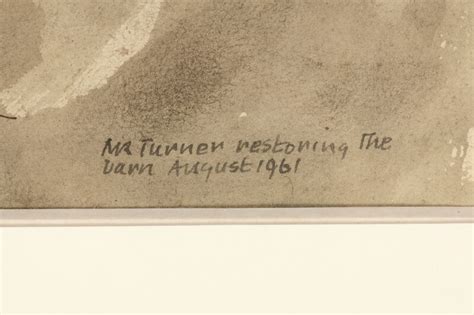 MR Turner restoring The
barn August 1961